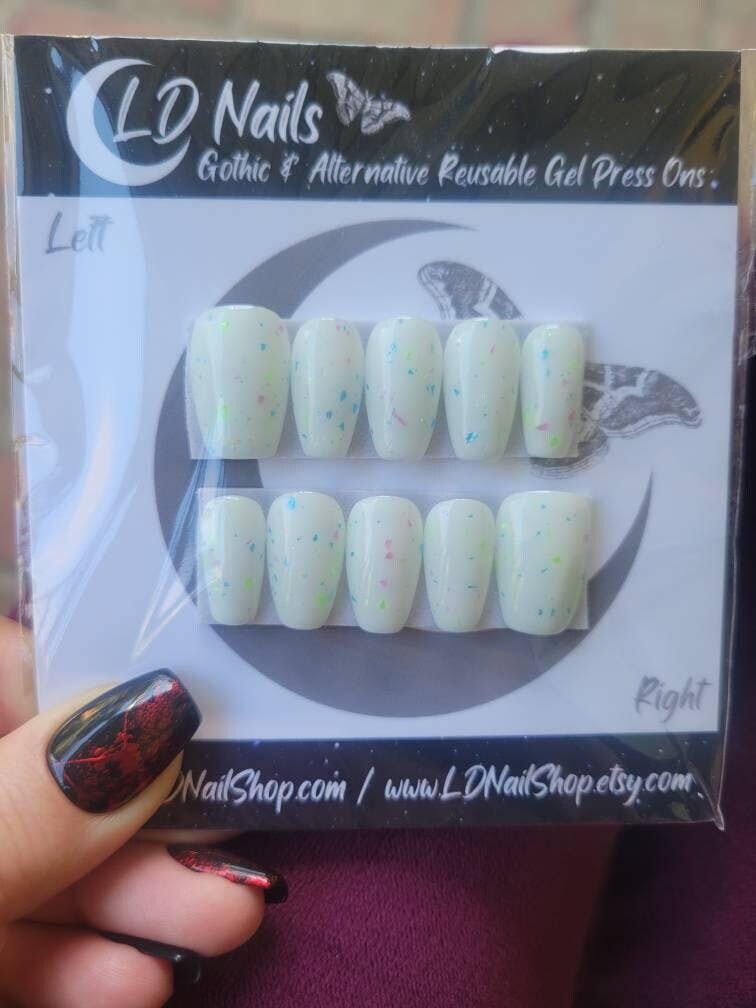 LD Nails
Gothic & Alternative Reusable Gel Press Ons
Left
Right
DNailShop.com / www.LDNailShop.etsy.com